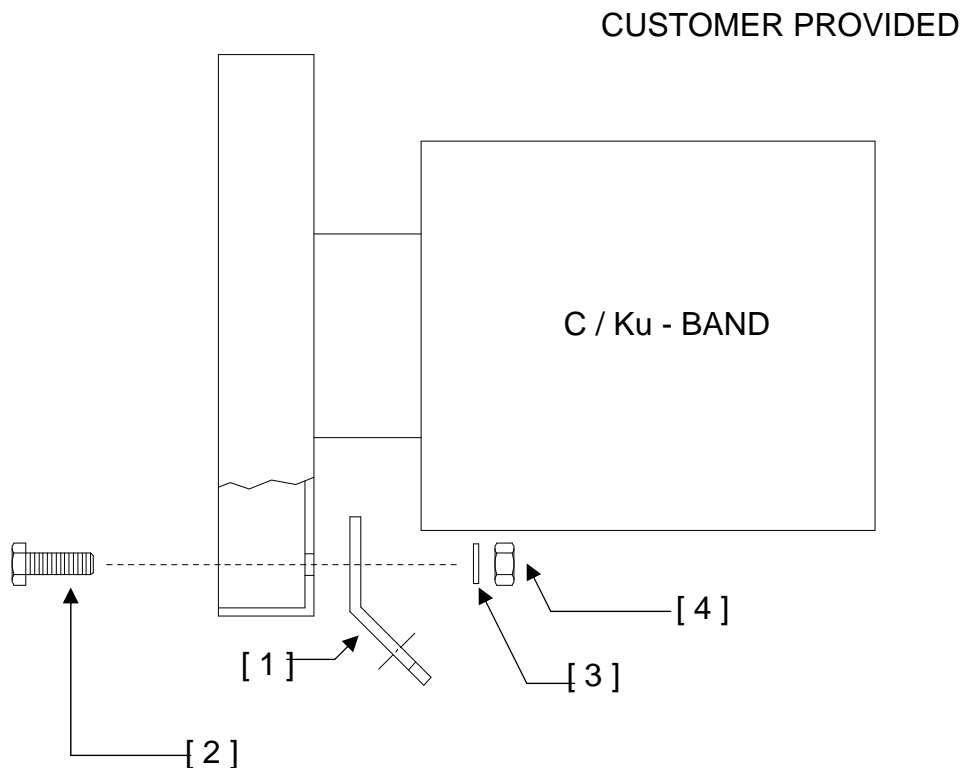 CUSTOMER PROVIDED
C / Ku - BAND
[ 4 ]
[ 1 ]
[ 3 ]
[ 2 ]